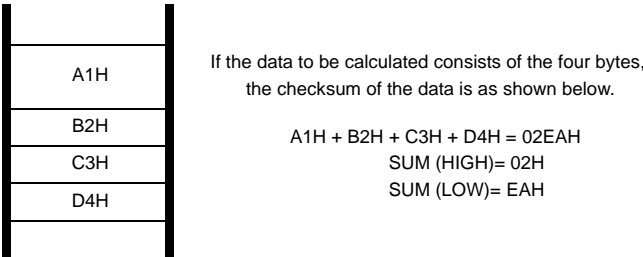 A1H
B2H
C3H
D4H
If the data to be calculated consists of the four bytes,
the checksum of the data is as shown below.
A1H + B2H + C3H + D4H = 02EAH
SUM (HIGH)= 02H
SUM (LOW)= EAH